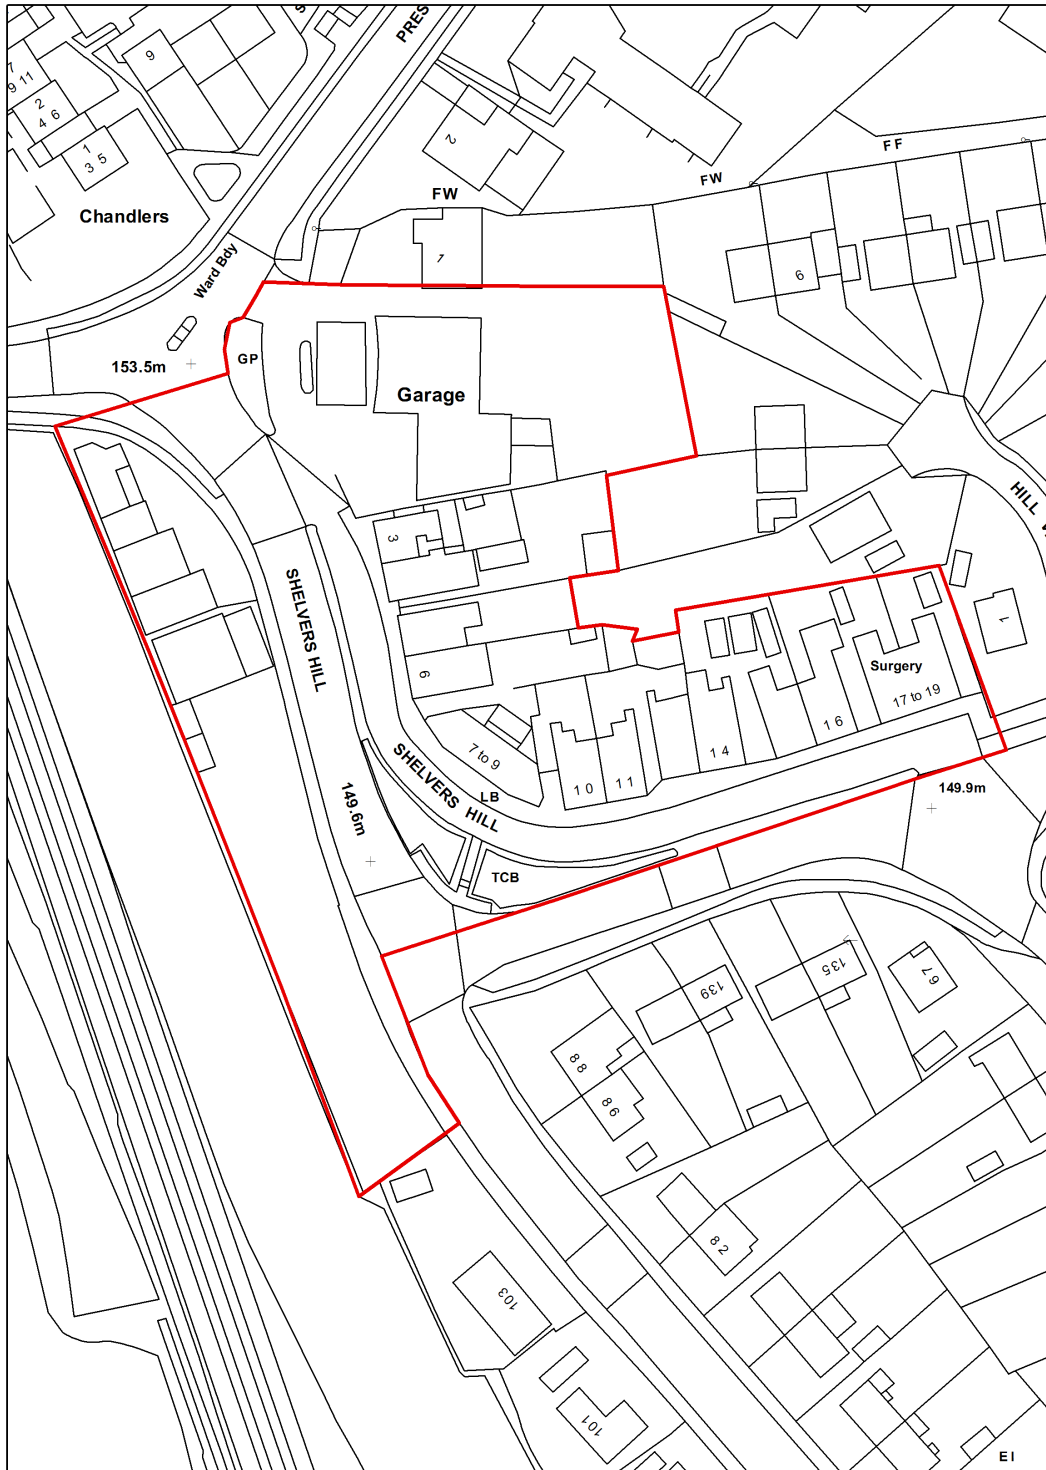 S
PRES
7
9 11
2
4 6
1
3 5
9
2
Chandlers
FW
FW
FF
Ward Bdy
1
6
153.5m
GP
Garage
3
HILL W
SHELVERS HILL
6
1
Surgery
17 to 19
7 to 9
SHELVERS HILL
LB
10
11
14
16
149.6m
149.9m
TCB
139
135
67
88
86
82
103
101
El